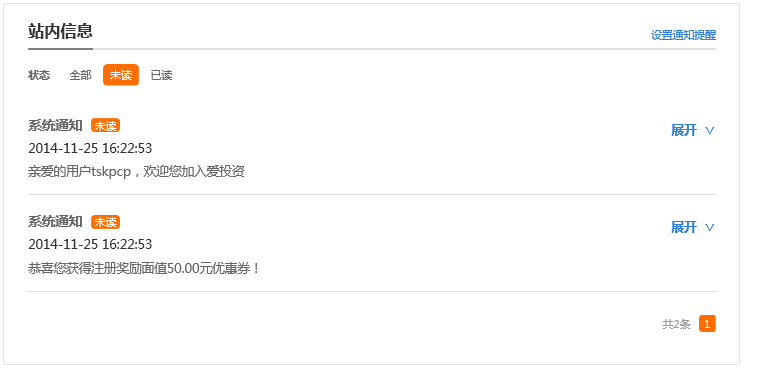 站内信息 设置通知提醒
状态 全部 未读 已读
系统通知 未读 展开
2014-11-25 16:22:53
亲爱的用户tskpcp，欢迎您加入爱投资
系统通知 未读 展开
2014-11-25 16:22:53
恭喜您获得注册奖励面值50.00元优惠券！
共2条 1